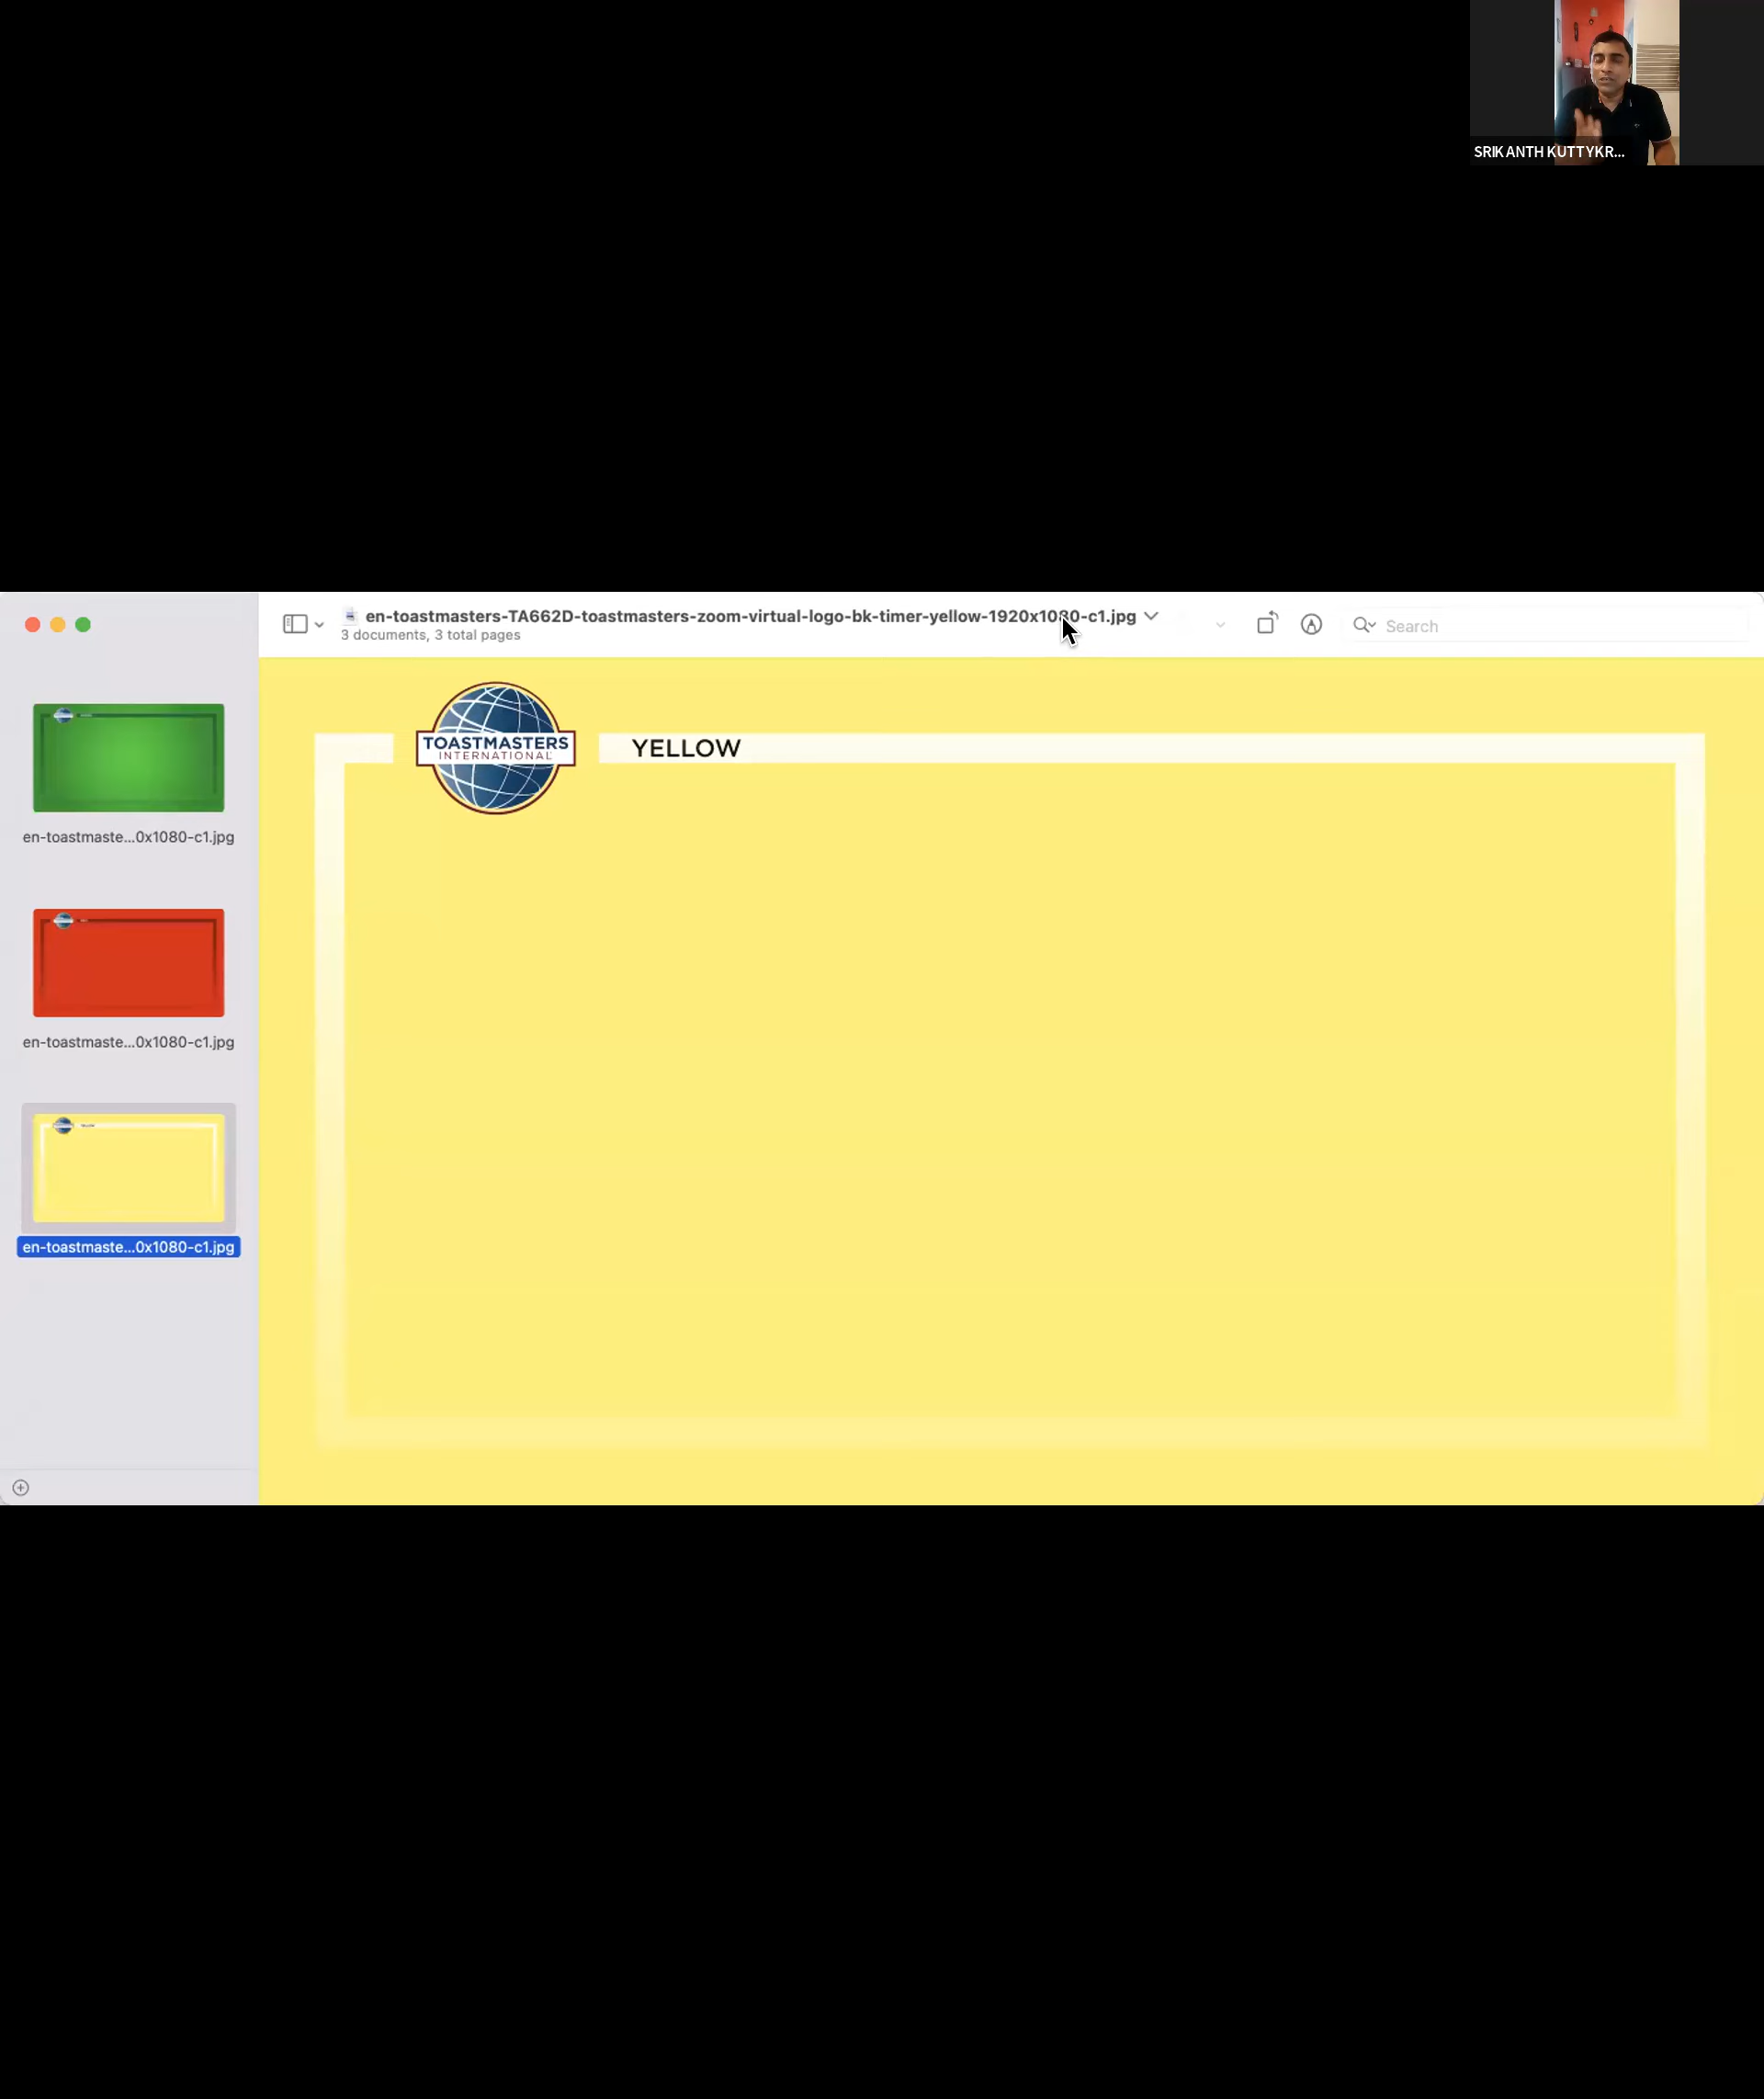 SRIKANTH KUTTYKR...
en-toastmasters-TA662D-toastmasters-zoom-virtual-logo-bk-timer-yellow-1920x1080-c1.jpg
3 documents, 3 total pages
Search
TOASTMASTERS
INTERNATIONAL
YELLOW
en-toastmaste...0x1080-c1.jpg
en-toastmaste...0x1080-c1.jpg
en-toastmaste...0x1080-c1.jpg